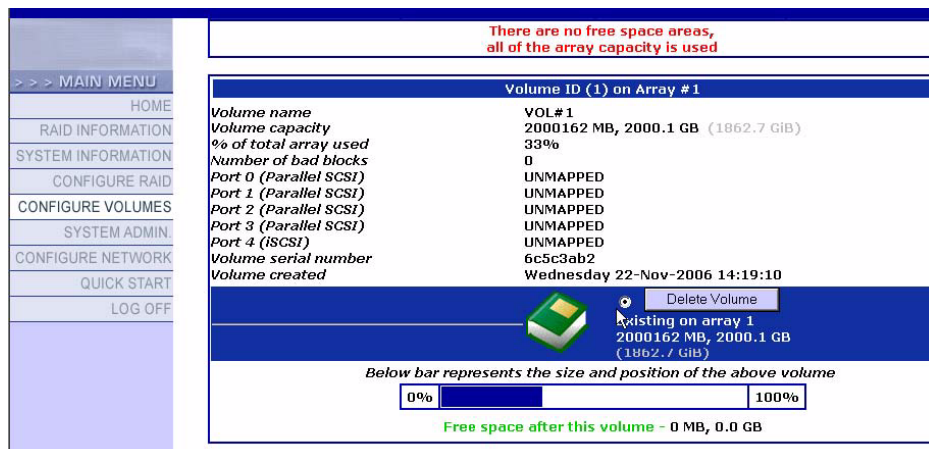 There are no free space areas,
all of the array capacity is used
> > > MAIN MENU
HOME
RAID INFORMATION
SYSTEM INFORMATION
CONFIGURE RAID
CONFIGURE VOLUMES
SYSTEM ADMIN.
CONFIGURE NETWORK
QUICK START
LOG OFF
Volume ID (1) on Array #1
Volume name VOL#1
Volume capacity 2000162 MB, 2000.1 GB (1862.7 GiB)
% of total array used 33%
Number of bad blocks 0
Port 0 (Parallel SCSI) UNMAPPED
Port 1 (Parallel SCSI) UNMAPPED
Port 2 (Parallel SCSI) UNMAPPED
Port 3 (Parallel SCSI) UNMAPPED
Port 4 (iSCSI) UNMAPPED
Volume serial number 6c5c3ab2
Volume created Wednesday 22-Nov-2006 14:19:10
Delete Volume
Existing on array 1
2000162 MB, 2000.1 GB
(1862.7 GiB)
Below bar represents the size and position of the above volume
0% 100%
Free space after this volume - 0 MB, 0.0 GB